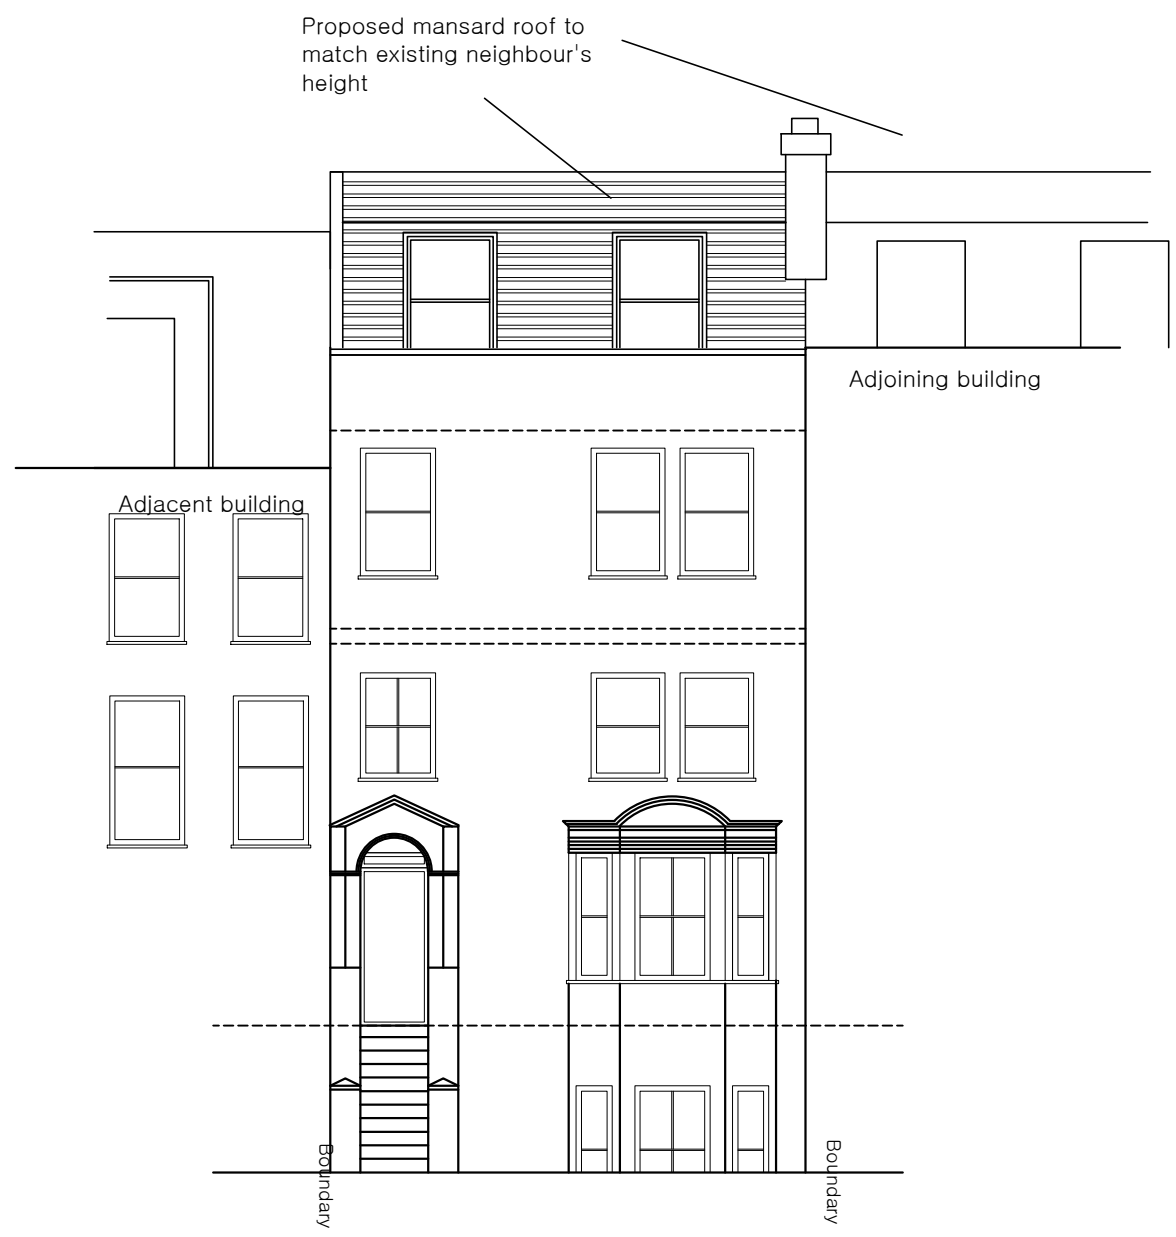 Proposed mansard roof to
match existing neighbour's
height
Adjoining building
Adjacent building
Boundary
Boundary